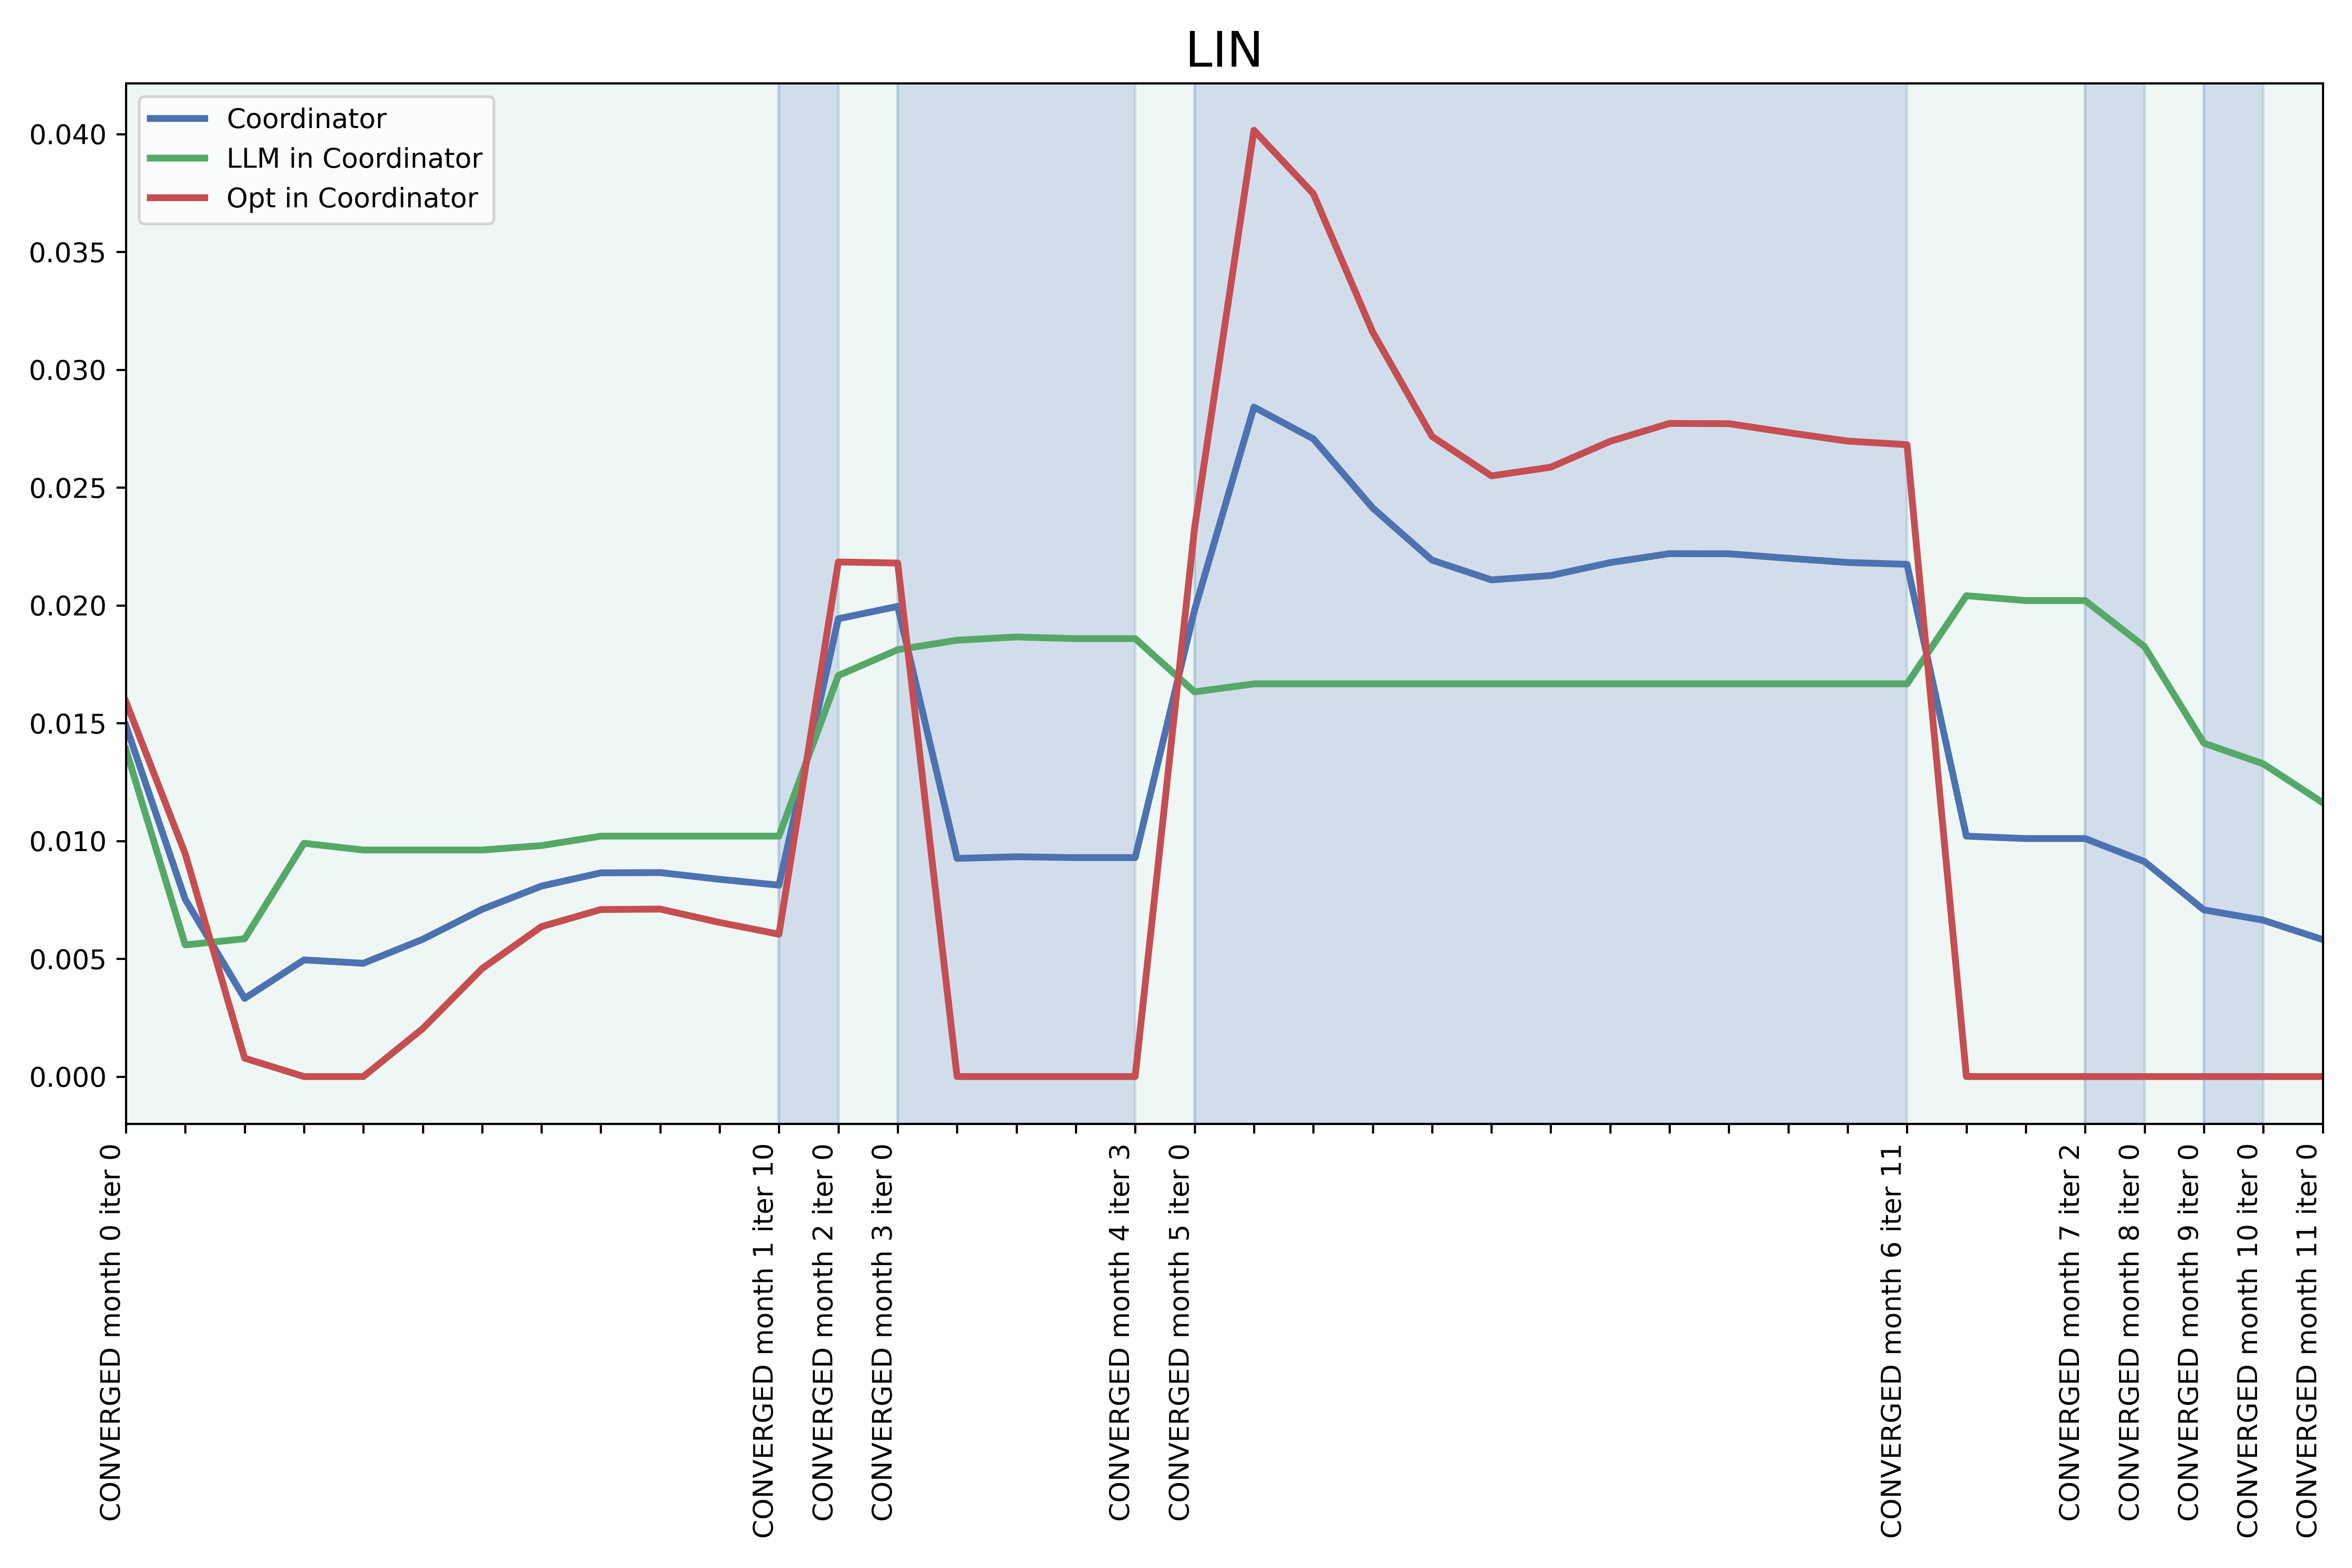 LIN
Coordinator
LLM in Coordinator
Opt in Coordinator
0.040
0.035
0.030
0.025
0.020
0.015
0.010
0.005
0.000
CONVERGED month 0 iter 0
CONVERGED month 1 iter 10
CONVERGED month 2 iter 0
CONVERGED month 3 iter 0
CONVERGED month 4 iter 3
CONVERGED month 5 iter 0
CONVERGED month 6 iter 11
CONVERGED month 7 iter 2
CONVERGED month 8 iter 0
CONVERGED month 9 iter 0
CONVERGED month 10 iter 0
CONVERGED month 11 iter 0